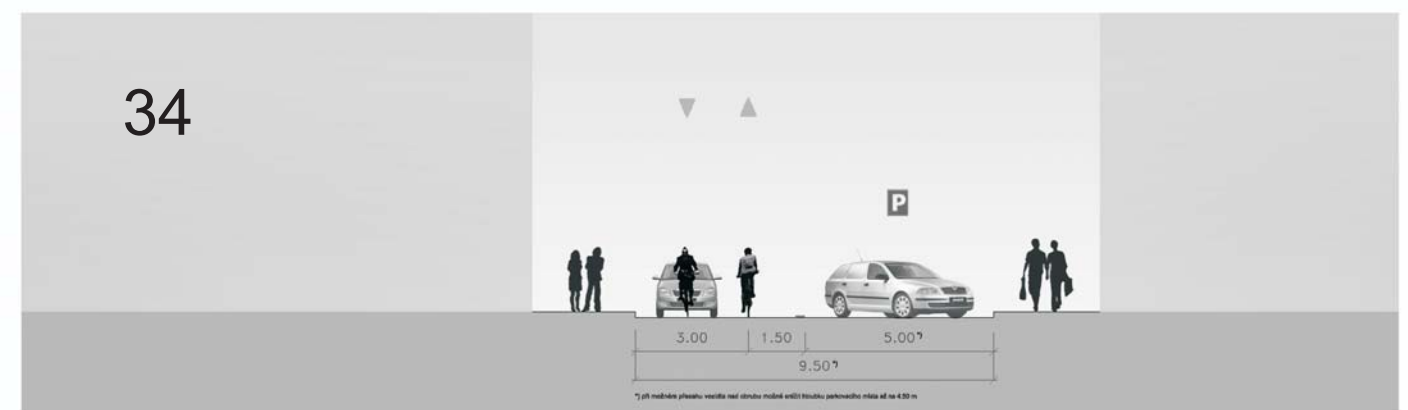 34
P
3.00 1.50 5.00*)
9.50*)
*) při možném přesahu vozidla nad obrubu možné snížit hloubku parkovacího místa až na 4.50 m